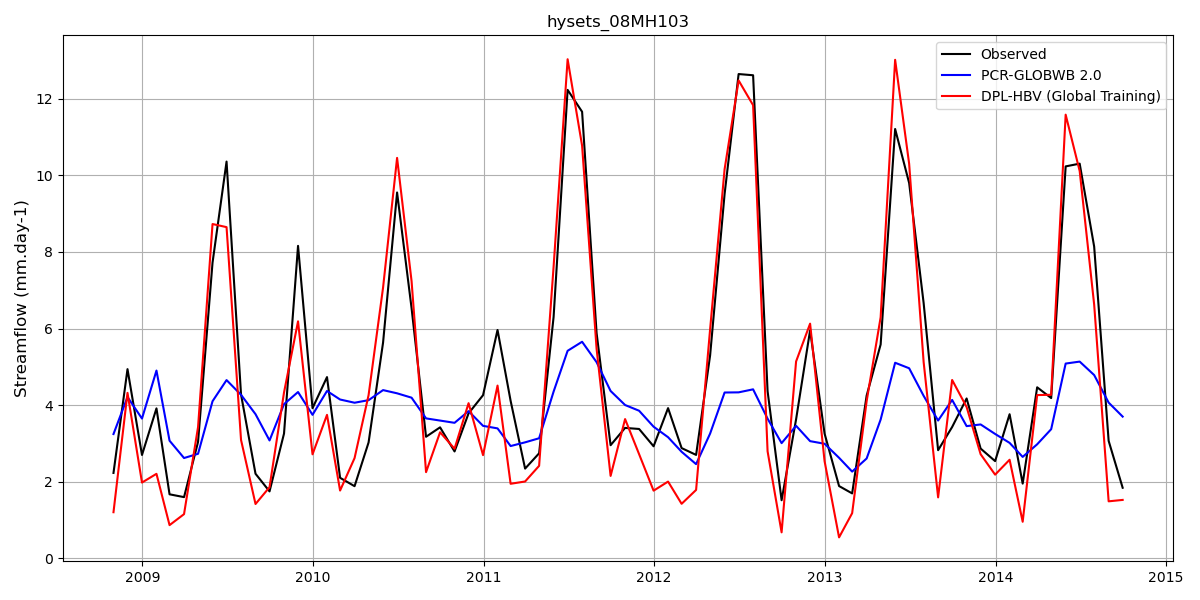 hysets_08MH103
Observed
PCR-GLOBWB 2.0
DPL-HBV (Global Training)
Streamflow (mm.day-1)
12
10
8
6
4
2
0
2009 2010 2011 2012 2013 2014 2015